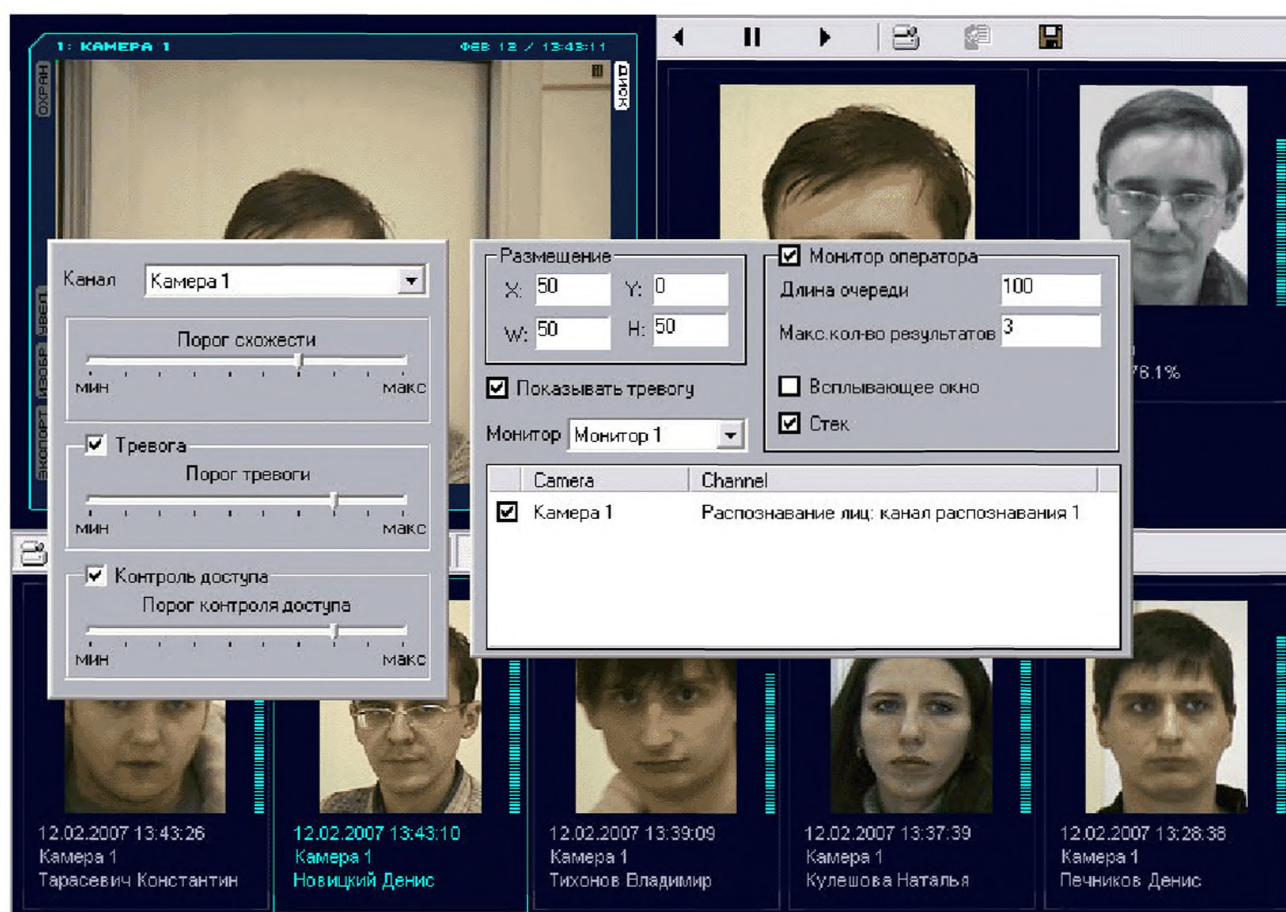 1: КАМЕРА 1
ФЕВ 12 / 13:43:11
ОХРАН
ДИСК
УВЕЛ
ИЗОБР
ЭКСПОРТ
Канал Камера 1
Порог схожести
мин макс
Тревога
Порог тревоги
мин макс
Контроль доступа
Порог контроля доступа
мин макс
Размещение
X: 50 Y: 0
W: 50 H: 50
Показывать тревогу
Монитор Монитор 1
Монитор оператора
Длина очереди 100
Макс.кол-во результатов 3
Всплывающее окно
Стек
Camera Channel
Камера 1 Распознавание лиц: канал распознавания 1
76.1%
12.02.2007 13:43:26
Камера 1
Тарасевич Константин
12.02.2007 13:43:10
Камера 1
Новицкий Денис
12.02.2007 13:39:09
Камера 1
Тихонов Владимир
12.02.2007 13:37:39
Камера 1
Кулешова Наталья
12.02.2007 13:28:38
Камера 1
Печников Денис